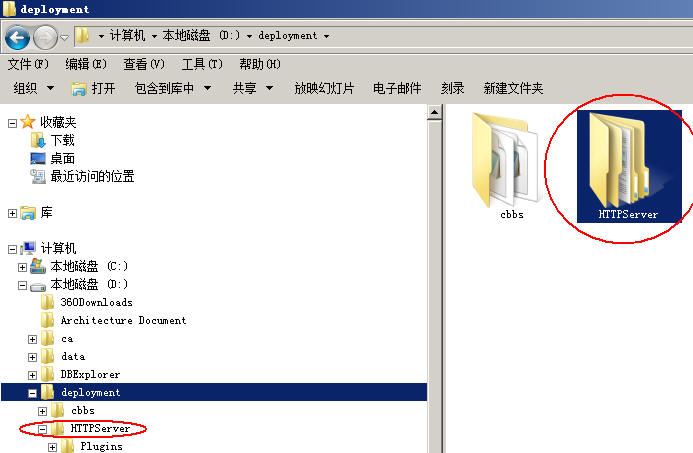 deployment
计算机 本地磁盘 (D:) deployment
文件(F) 编辑(E) 查看(V) 工具(T) 帮助(H)
组织 打开 包含到库中 共享 放映幻灯片 电子邮件 刻录 新建文件夹
收藏夹
下载
桌面
最近访问的位置
库
计算机
本地磁盘 (C:)
本地磁盘 (D:)
360Downloads
Architecture Document
ca
data
DBExplorer
deployment
cbbs
HTTPServer
Plugins
cbbs
HTTPServer